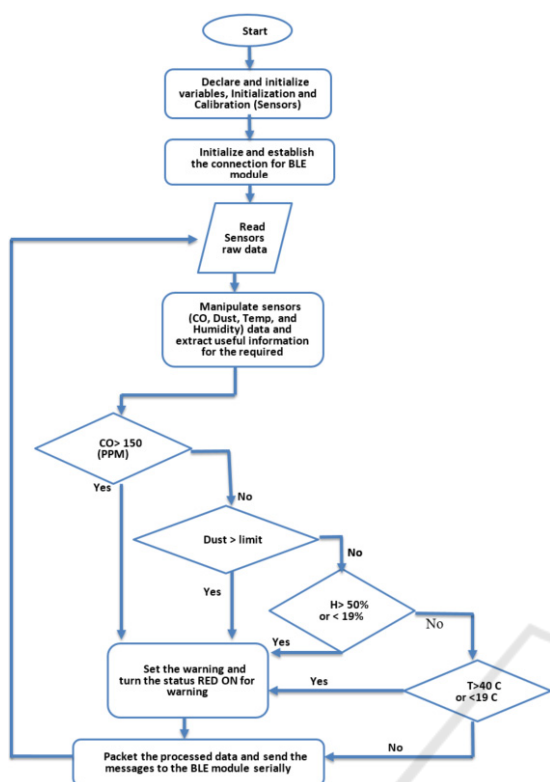 Start
Declare and initialize
variables, Initialization and
Calibration (Sensors)
Initialize and establish
the connection for BLE
module
Read
Sensors
raw data
Manipulate sensors
(CO, Dust, Temp, and
Humidity) data and
extract useful information
for the required
CO> 150
(PPM)
Yes
No
Dust > limit
No
Yes
H> 50%
or < 19%
No
Yes
Set the warning and
turn the status RED ON for
warning
Yes
T>40 C
or <19 C
No
Packet the processed data and send the
messages to the BLE module serially